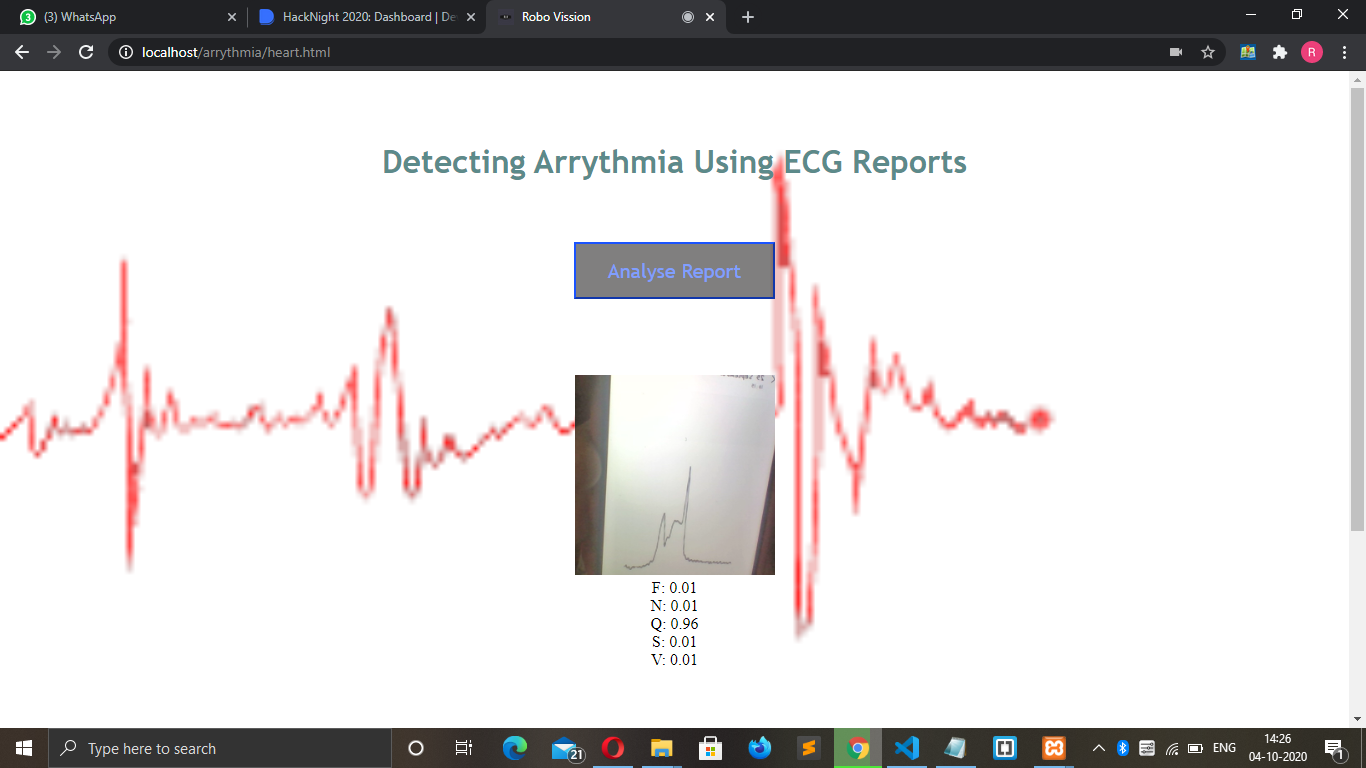 (3) WhatsApp
HackNight 2020: Dashboard | De
Robo Vission
localhost/arrythmia/heart.html
R
Detecting Arrythmia Using ECG Reports
Analyse Report
F: 0.01
N: 0.01
Q: 0.96
S: 0.01
V: 0.01
Type here to search
21
ENG
14:26
04-10-2020
1